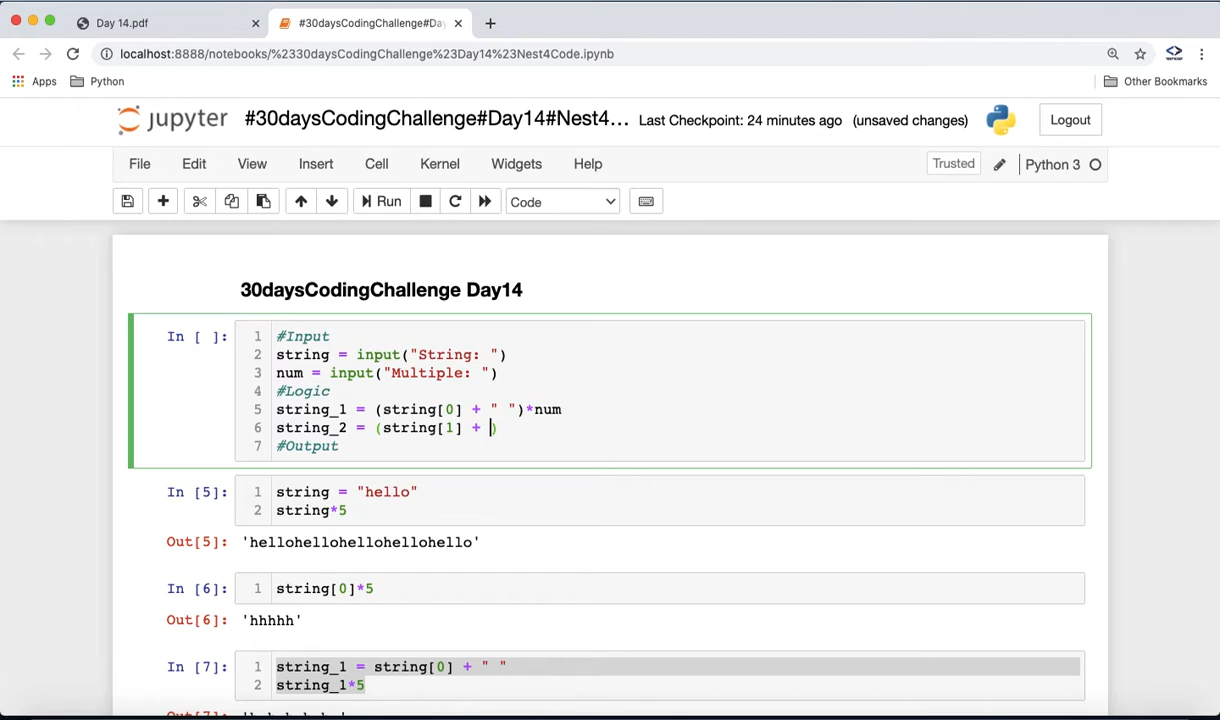 Day 14.pdf
#30daysCodingChallenge#Day
localhost:8888/notebooks/%2330daysCodingChallenge%23Day14%23Nest4Code.ipynb
Apps Python Other Bookmarks
jupyter #30daysCodingChallenge#Day14#Nest4... Last Checkpoint: 24 minutes ago (unsaved changes) Logout
File Edit View Insert Cell Kernel Widgets Help Trusted Python 3
Run Code
30daysCodingChallenge Day14
In [ ]: 1 #Input
2 string = input("String: ")
3 num = input("Multiple: ")
4 #Logic
5 string_1 = (string[0] + " ")*num
6 string_2 = (string[1] + )
7 #Output
In [5]: 1 string = "hello"
2 string*5
Out[5]: 'hellohellohellohellohello'
In [6]: 1 string[0]*5
Out[6]: 'hhhhh'
In [7]: 1 string_1 = string[0] + " "
2 string_1*5